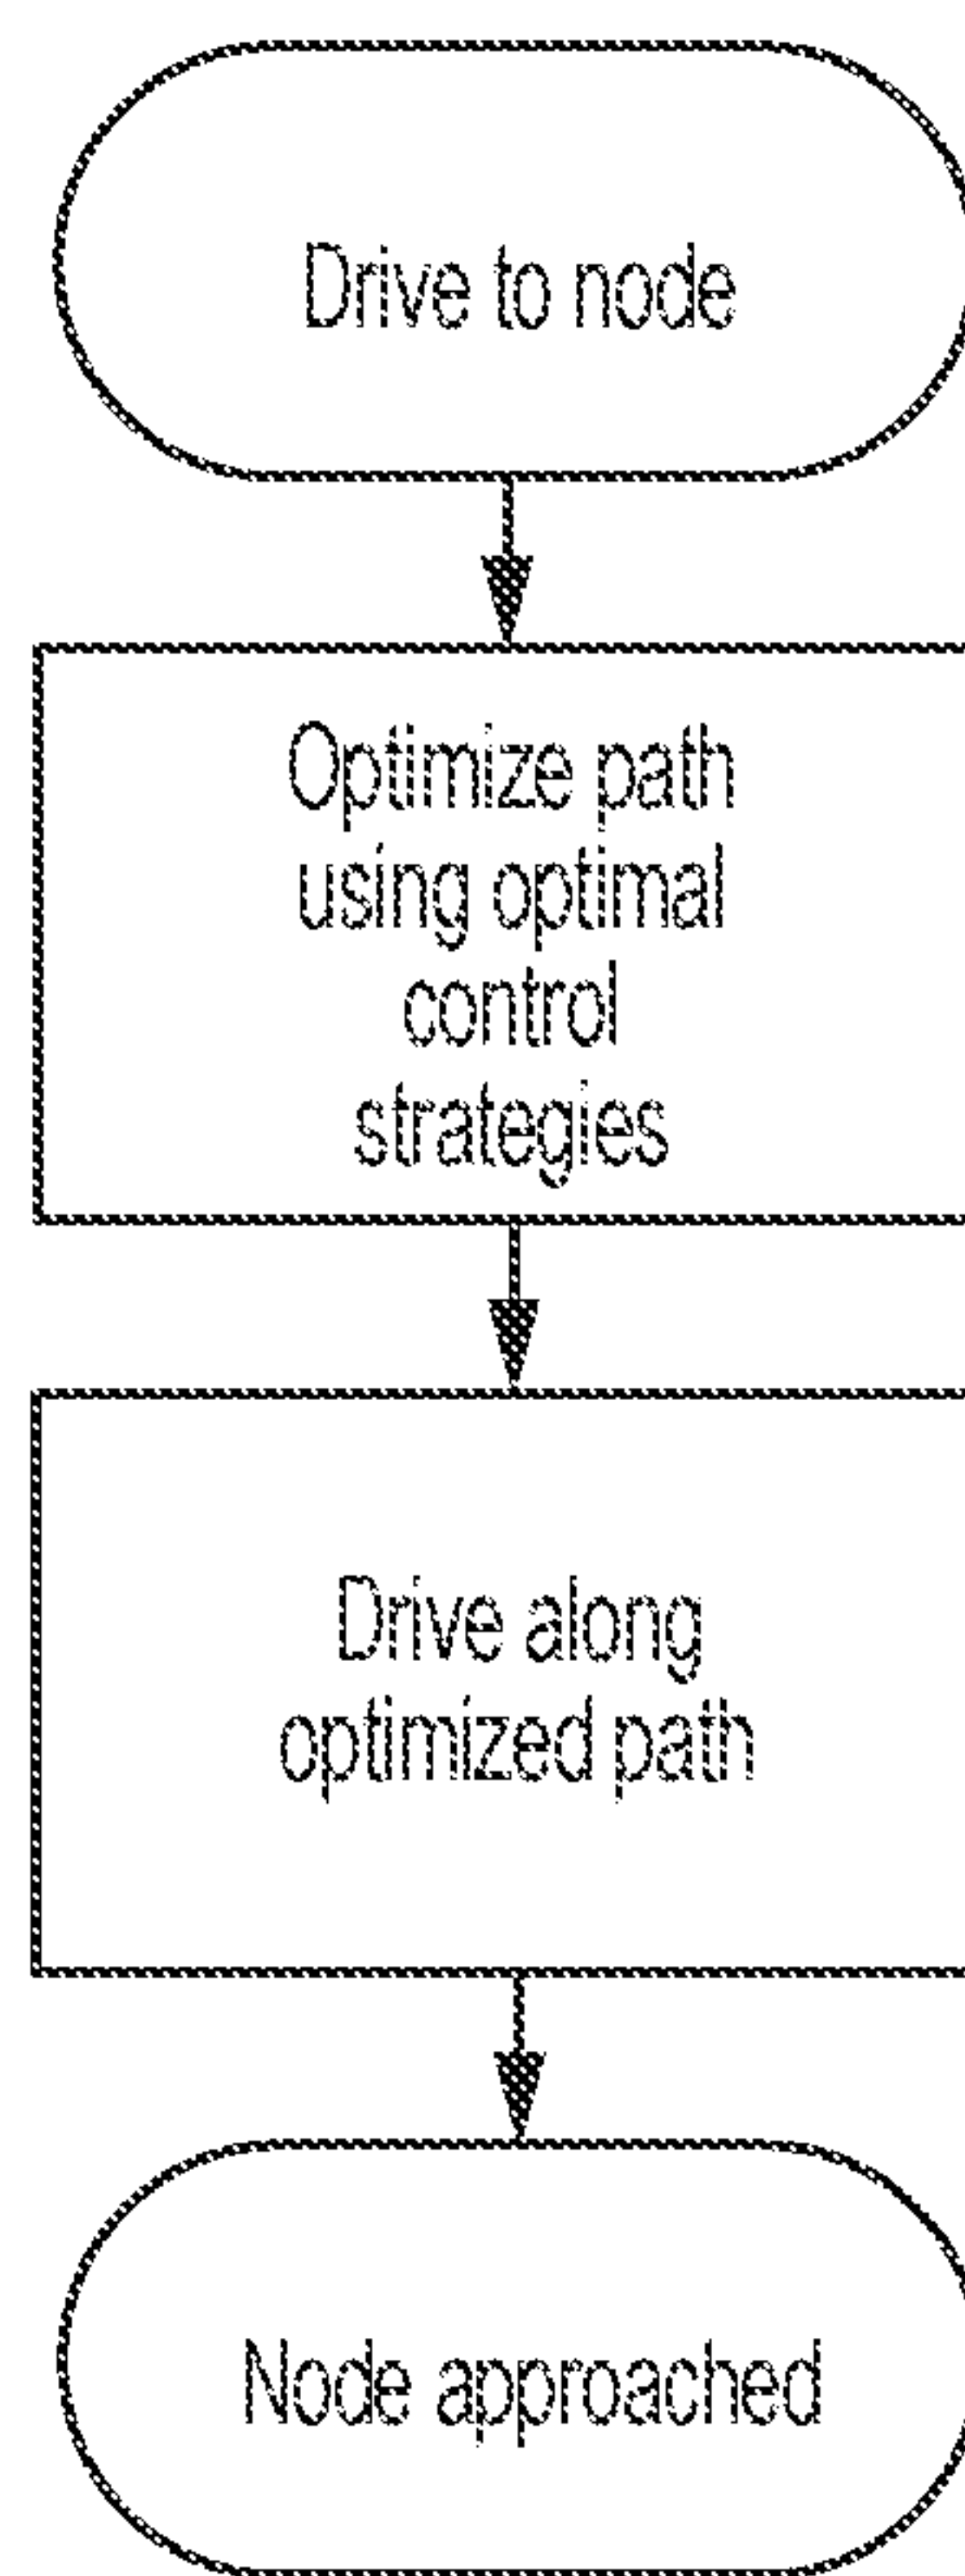 Drive to node
Optimize path
using optimal
control
strategies
Drive along
optimized path
Node approached